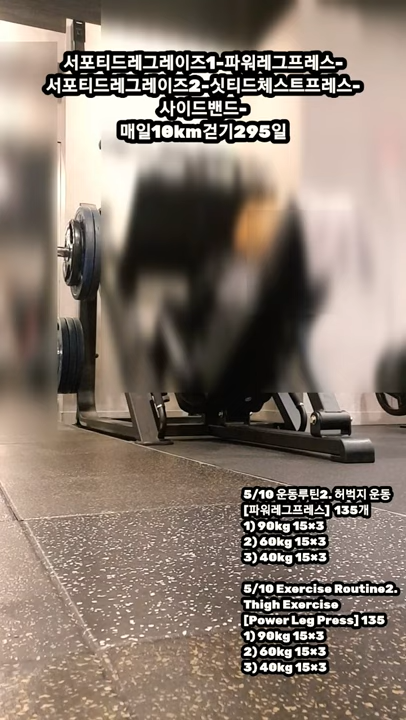 서포티드레그레이즈1-파워레그프레스-
서포티드레그레이즈2-싯티드체스트프레스-
사이드밴드-
매일10km걷기295일
5/10 운동루틴2. 허벅지 운동
[파워레그프레스] 135개
1) 90kg 15×3
2) 60kg 15×3
3) 40kg 15×3
5/10 Exercise Routine2.
Thigh Exercise
[Power Leg Press] 135
1) 90kg 15×3
2) 60kg 15×3
3) 40kg 15×3